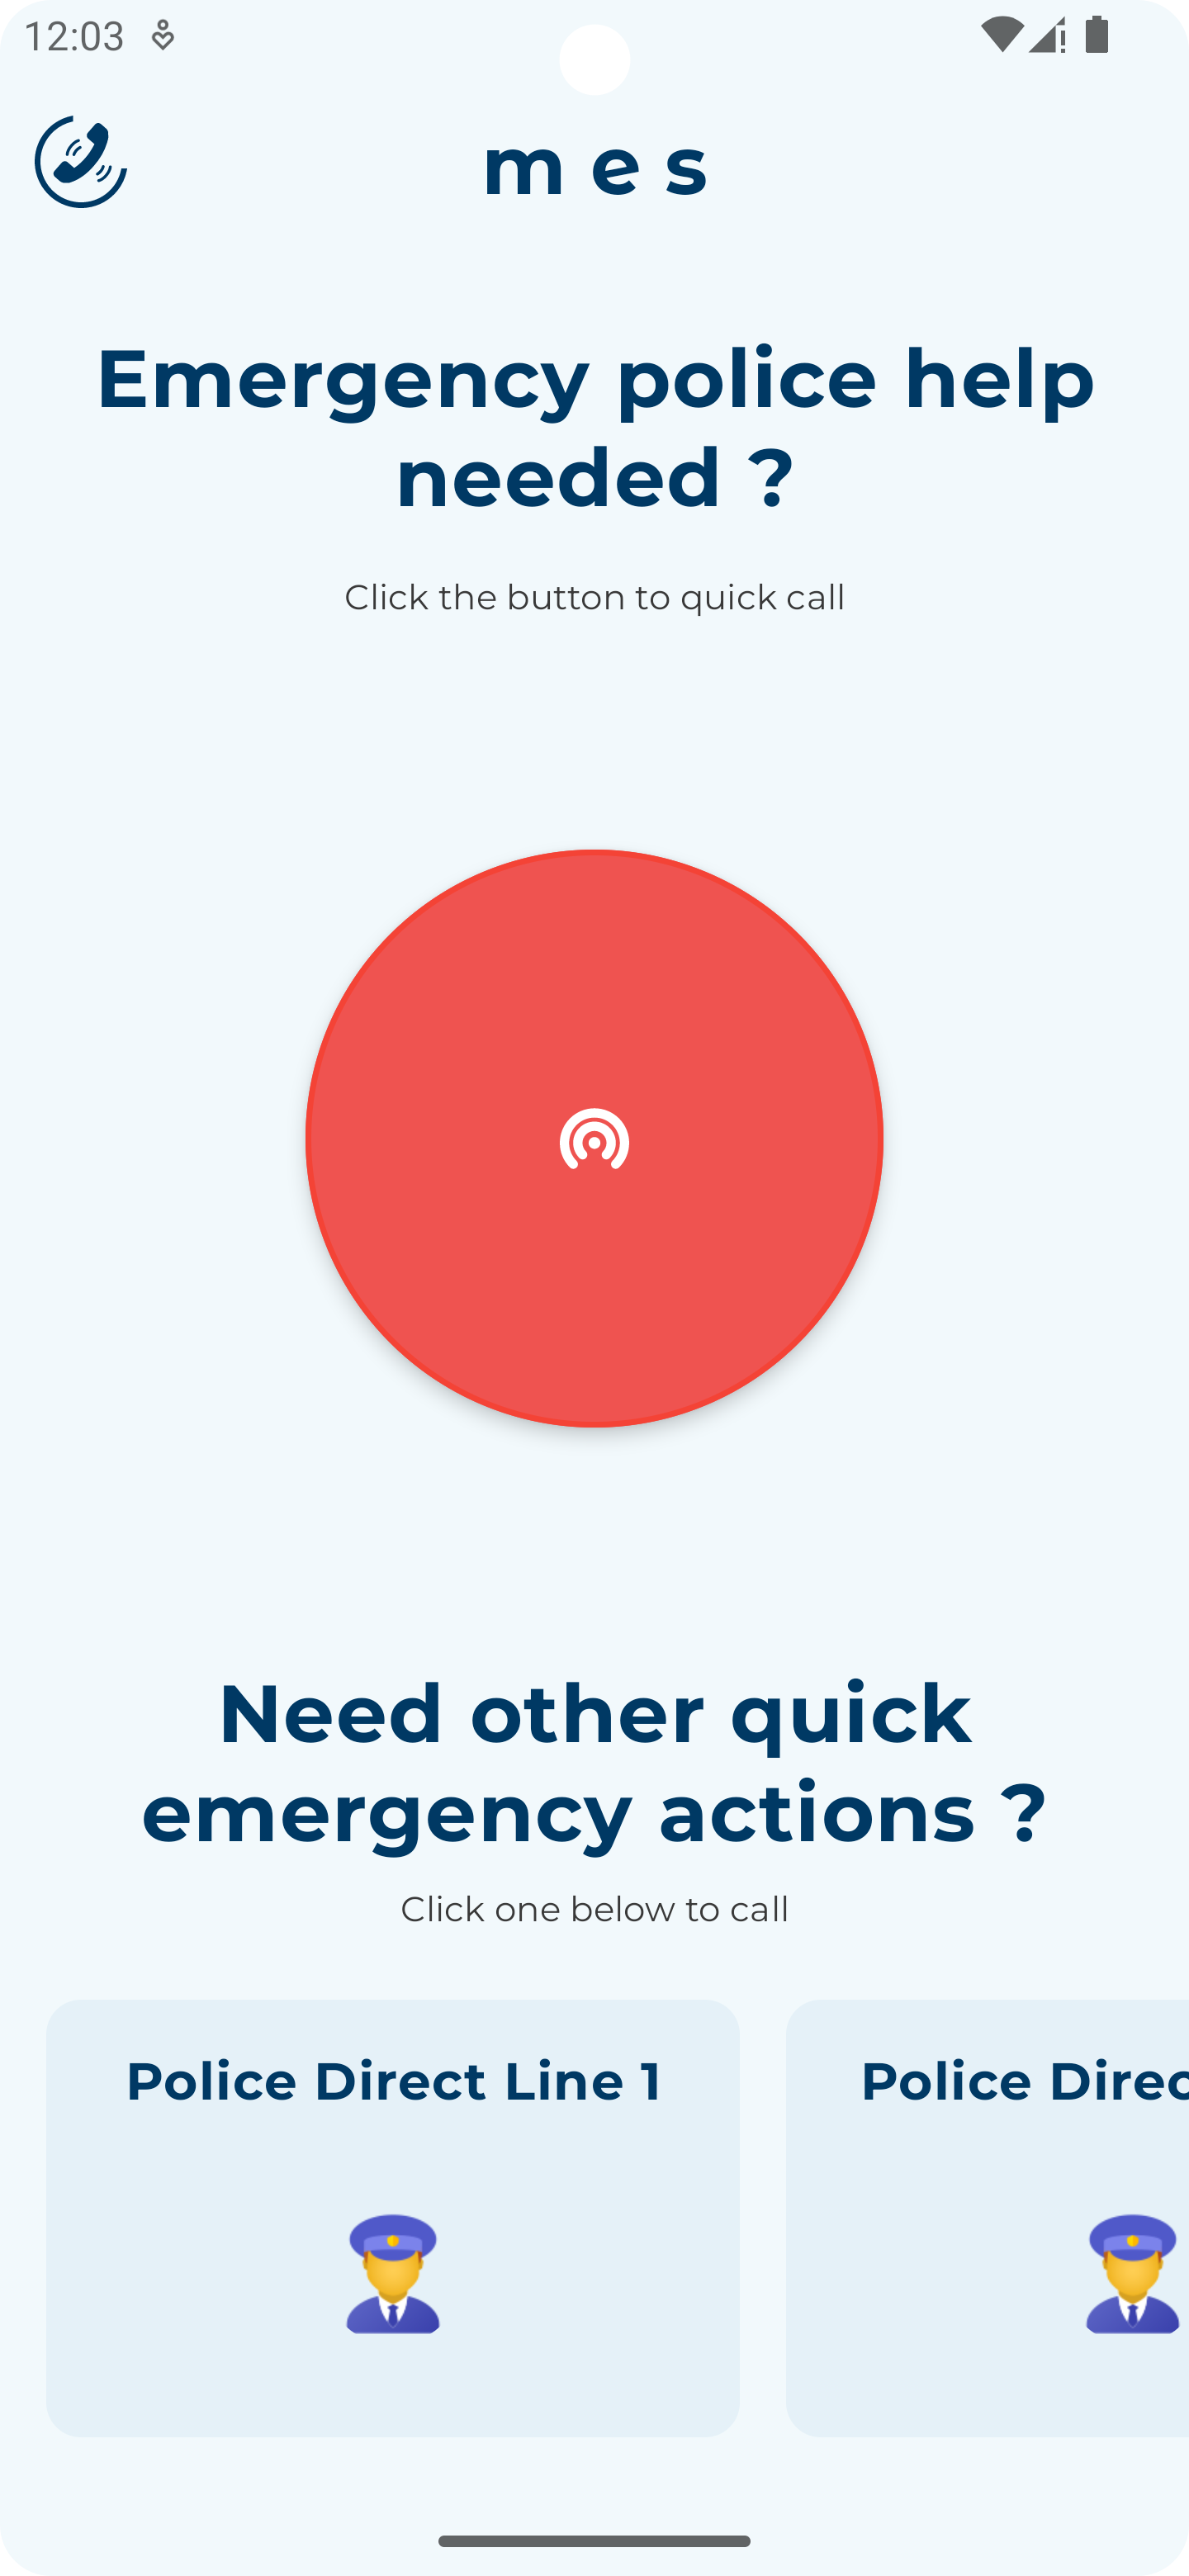 12:03
m e s
Emergency police help
needed ?
Click the button to quick call
Need other quick
emergency actions ?
Click one below to call
Police Direct Line 1
Police Direc